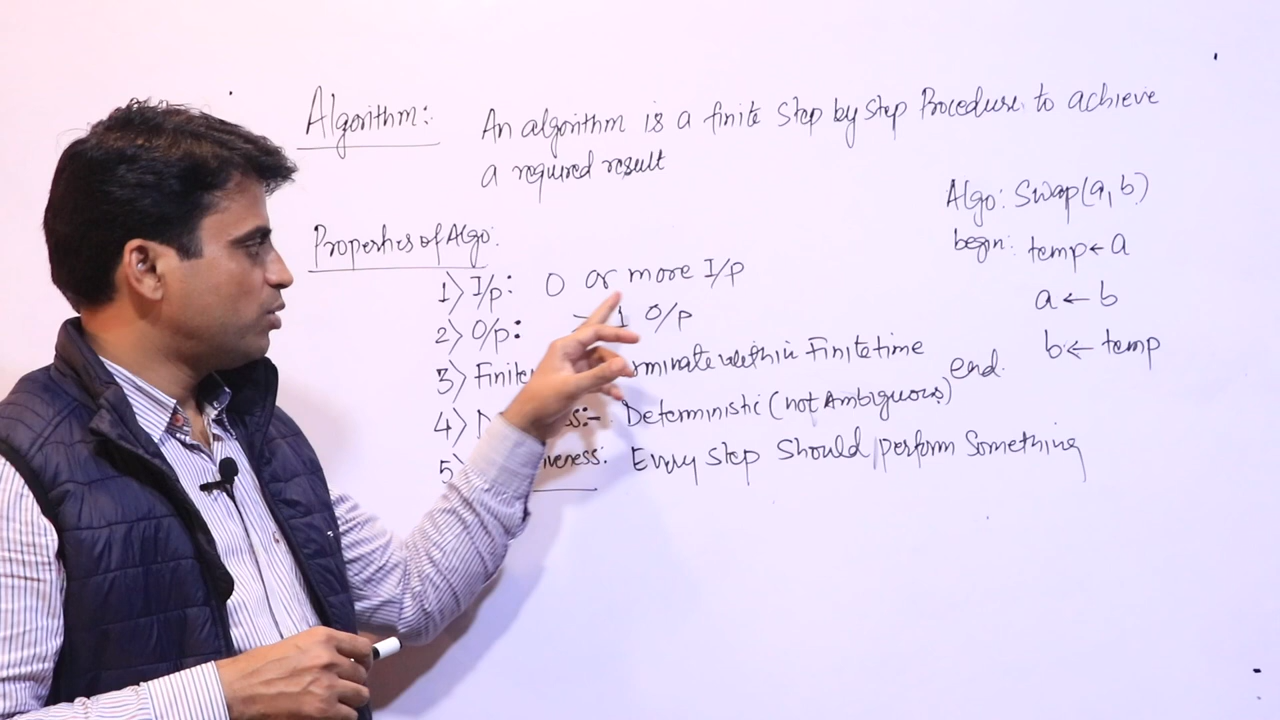 Algorithm:- An algorithm is a finite Step by step Procedure to achieve
a required result
Properties of Algo:
1) I/p: 0 or more I/p
2) O/p: 1 O/p
3) within Finite time
4) Deterministic (not Ambiguous)
5) Every step should perform Something
Algo: Swap(a, b)
begin: temp ← a
a ← b
b ← temp
end.